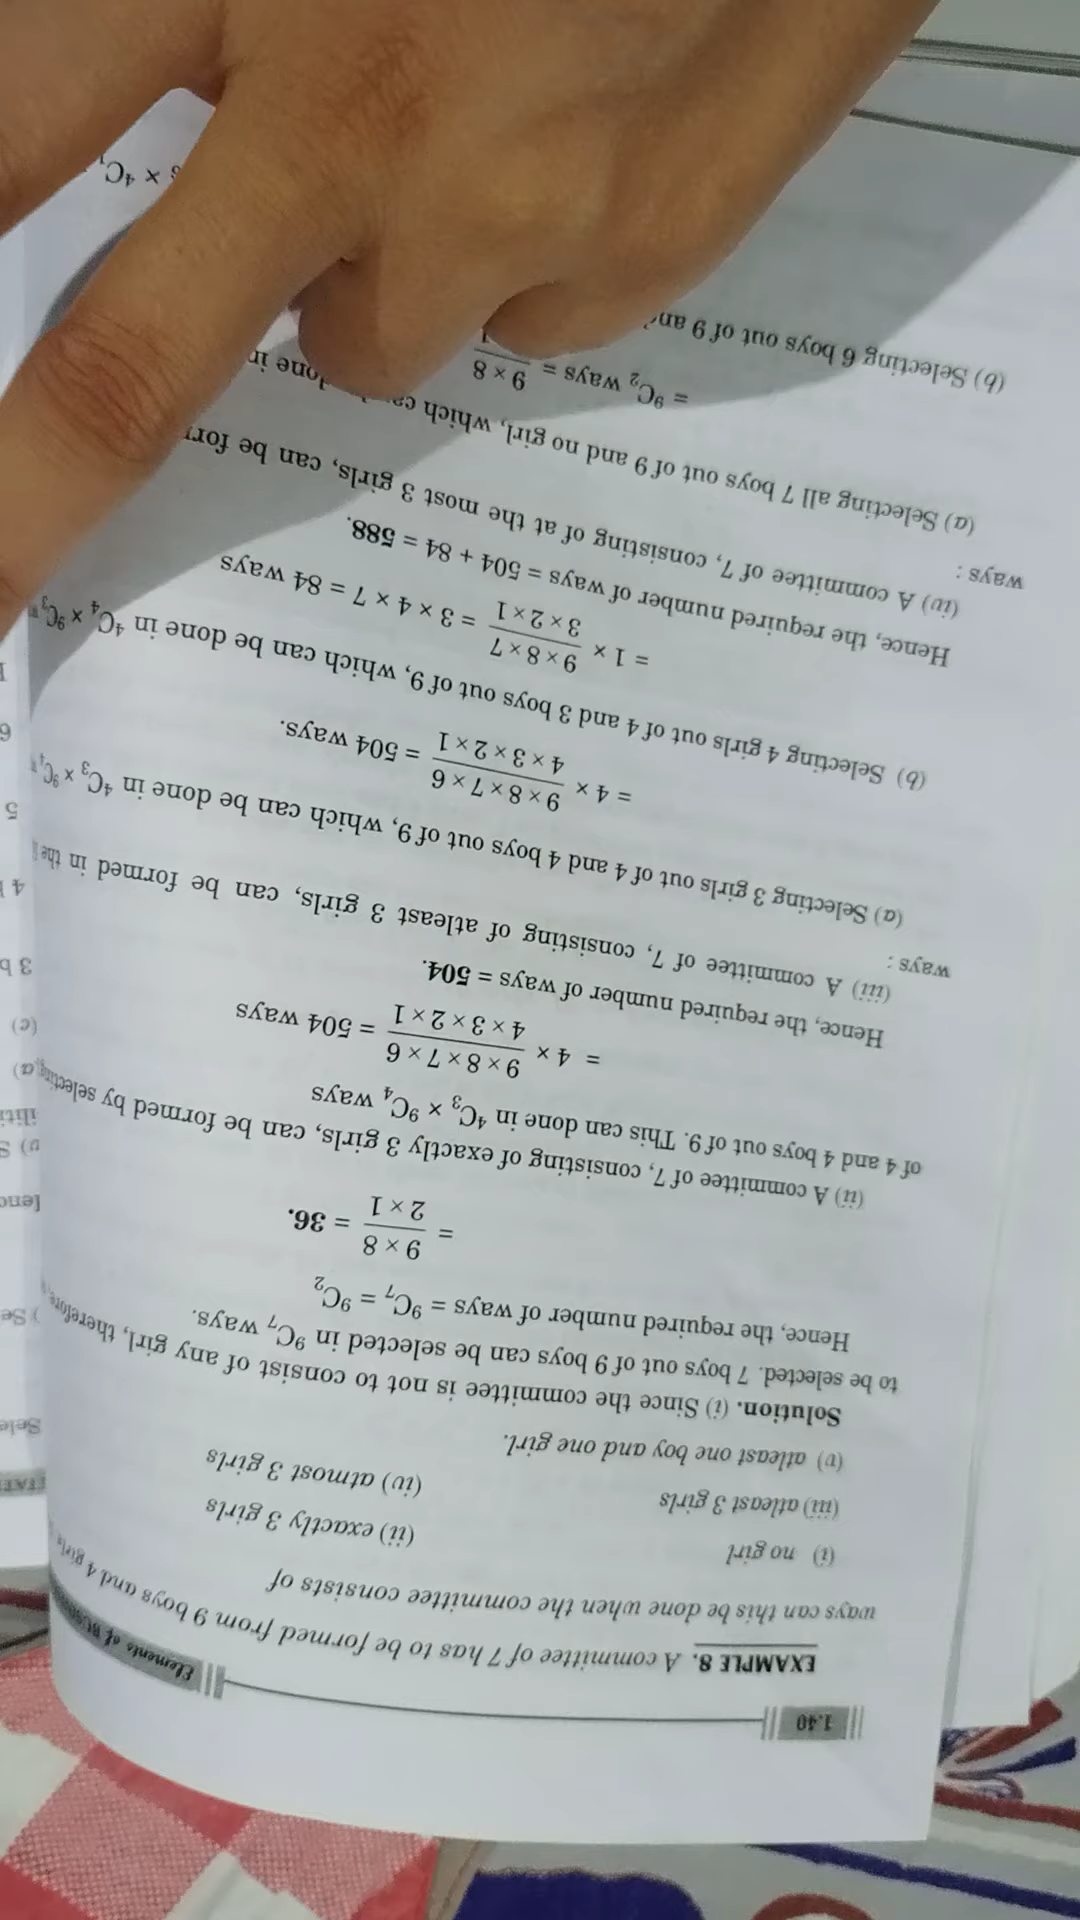 1.40
Elements of BUS
EXAMPLE 8. A committee of 7 has to be formed from 9 boys and 4 girls.
ways can this be done when the committee consists of
(i) no girl (ii) exactly 3 girls
(iii) atleast 3 girls (iv) atmost 3 girls
(v) atleast one boy and one girl.
Solution. (i) Since the committee is not to consist of any girl, therefore,
to be selected. 7 boys out of 9 boys can be selected in ⁹C₇ ways.
Hence, the required number of ways = ⁹C₇ = ⁹C₂
= 9 × 8 / 2 × 1 = 36.
(ii) A committee of 7, consisting of exactly 3 girls, can be formed by selecting
of 4 and 4 boys out of 9. This can done in ⁴C₃ × ⁹C₄ ways
= 4 × 9 × 8 × 7 × 6 / 4 × 3 × 2 × 1 = 504 ways
Hence, the required number of ways = 504.
(iii) A committee of 7, consisting of atleast 3 girls, can be formed in the
ways :
(a) Selecting 3 girls out of 4 and 4 boys out of 9, which can be done in ⁴C₃ × ⁹C₄
= 4 × 9 × 8 × 7 × 6 / 4 × 3 × 2 × 1 = 504 ways.
(b) Selecting 4 girls out of 4 and 3 boys out of 9, which can be done in ⁴C₄ × ⁹C₃
= 1 × 9 × 8 × 7 / 3 × 2 × 1 = 3 × 4 × 7 = 84 ways
Hence, the required number of ways = 504 + 84 = 588.
(iv) A committee of 7, consisting of at the most 3 girls, can be for
ways :
(a) Selecting all 7 boys out of 9 and no girl, which done in
= ⁹C₂ ways = 9 × 8
(b) Selecting 6 boys out of 9 and
× ⁴C₁